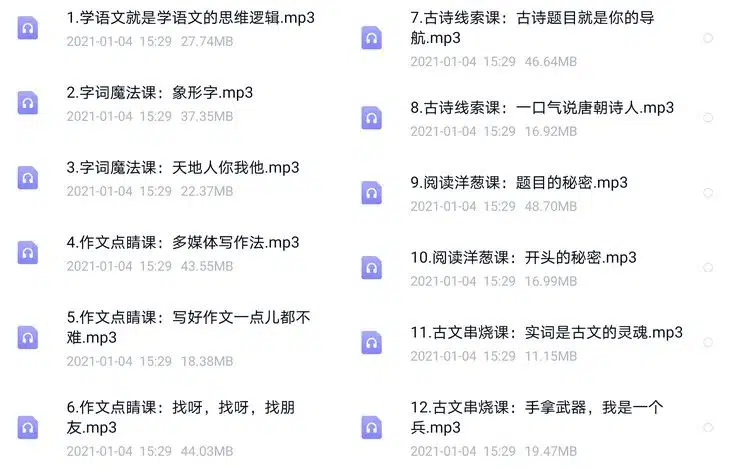 1.学语文就是学语文的思维逻辑.mp3
2021-01-04 15:29 27.74MB
2.字词魔法课：象形字.mp3
2021-01-04 15:29 37.35MB
3.字词魔法课：天地人你我他.mp3
2021-01-04 15:29 22.37MB
4.作文点睛课：多媒体写作法.mp3
2021-01-04 15:29 43.55MB
5.作文点睛课：写好作文一点儿都不
难.mp3
2021-01-04 15:29 18.38MB
6.作文点睛课：找呀，找呀，找朋
友.mp3
2021-01-04 15:29 44.03MB
7.古诗线索课：古诗题目就是你的导
航.mp3
2021-01-04 15:29 46.64MB
8.古诗线索课：一口气说唐朝诗人.mp3
2021-01-04 15:29 16.92MB
9.阅读洋葱课：题目的秘密.mp3
2021-01-04 15:29 48.70MB
10.阅读洋葱课：开头的秘密.mp3
2021-01-04 15:29 16.99MB
11.古文串烧课：实词是古文的灵魂.mp3
2021-01-04 15:29 11.15MB
12.古文串烧课：手拿武器，我是一个
兵.mp3
2021-01-04 15:29 19.47MB